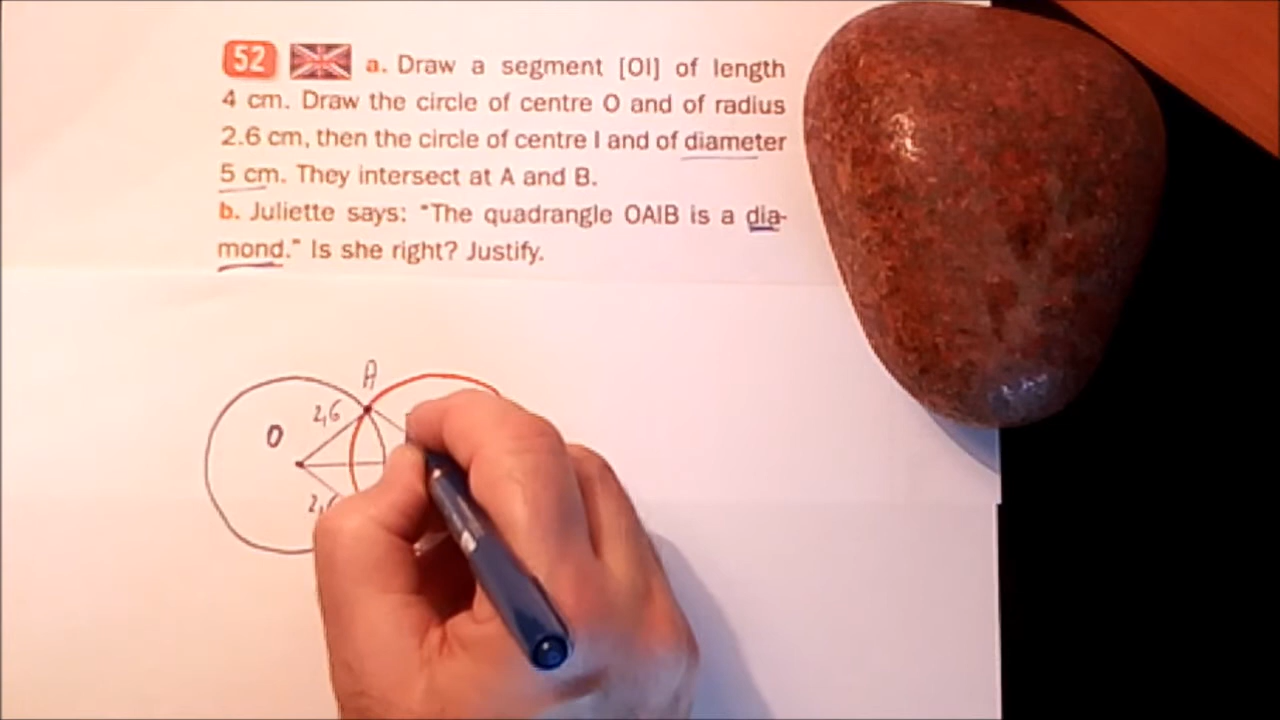 52 a. Draw a segment [OI] of length
4 cm. Draw the circle of centre O and of radius
2.6 cm, then the circle of centre I and of diameter
5 cm. They intersect at A and B.
b. Juliette says: "The quadrangle OAIB is a dia-
mond." Is she right? Justify.
A
2,6
O
2,6